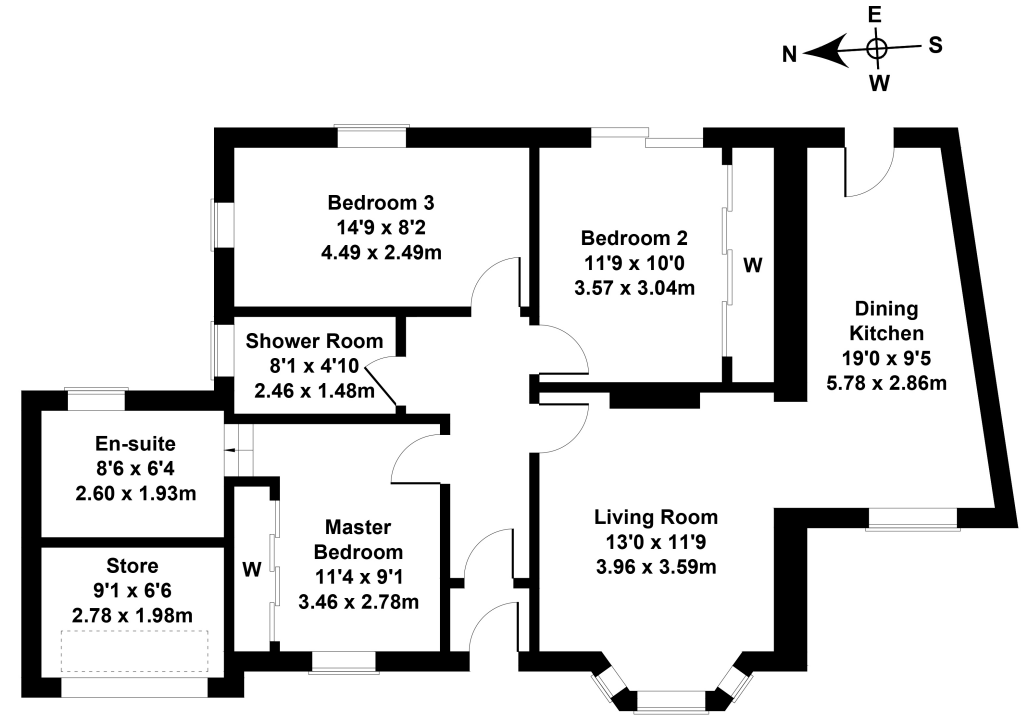 E
N
S
W
Bedroom 3
14'9 x 8'2
4.49 x 2.49m
Bedroom 2
11'9 x 10'0
3.57 x 3.04m
W
Dining
Kitchen
19'0 x 9'5
5.78 x 2.86m
Shower Room
8'1 x 4'10
2.46 x 1.48m
En-suite
8'6 x 6'4
2.60 x 1.93m
Living Room
13'0 x 11'9
3.96 x 3.59m
Master
Bedroom
11'4 x 9'1
3.46 x 2.78m
W
Store
9'1 x 6'6
2.78 x 1.98m